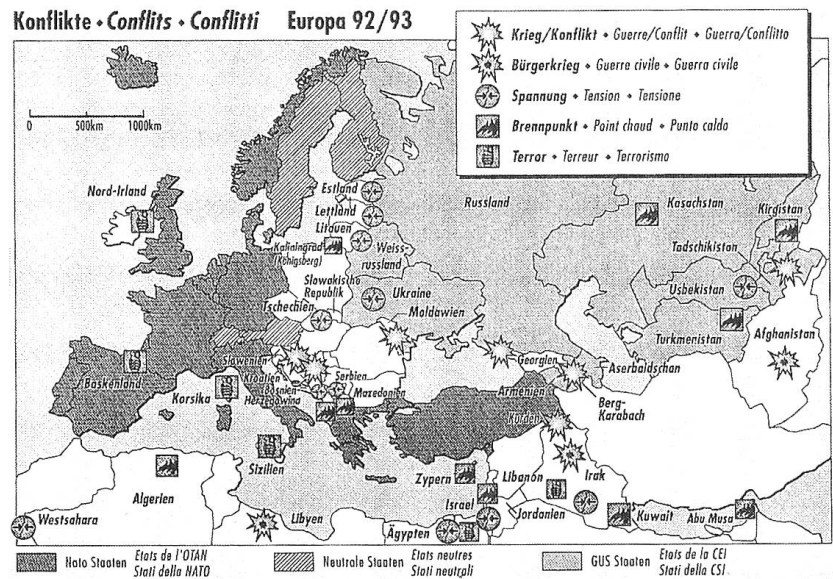 Konflikte • Conflits • Conflitti Europa 92/93
Krieg/Konflikt • Guerre/Conflit • Guerra/Conflitto
Bürgerkrieg • Guerre civile • Guerra civile
Spannung • Tension • Tensione
Brennpunkt • Point chaud • Punto caldo
Terror • Terreur • Terrorismo
0 500km 1000km
Nord-Irland
Estland
Lettland
Litauen
Russland
Kasachstan
Kirgistan
Kaliningrad
(Königsberg)
Weiss-
russland
Tadschikistan
Usbekistan
Slowakische
Republik
Tschechien
Ukraine
Moldawien
Turkmenistan
Afghanistan
Baskenland
Slowenien
Kroatien
Bosnien
Herzegowina
Serbien
Mazedonien
Georgien
Aserbaidschan
Armenien
Berg-
Karabach
Korsika
Kurden
Sizilien
Zypern
Libanon
Irak
Algerien
Israel
Jordanien
Kuwait
Abu Musa
Westsahara
Libyen
Ägypten
Nato Staaten Etats de l'OTAN
Stati della NATO
Neutrale Staaten Etats neutres
Stati neutrali
GUS Staaten Etats de la CEI
Stati della CSI